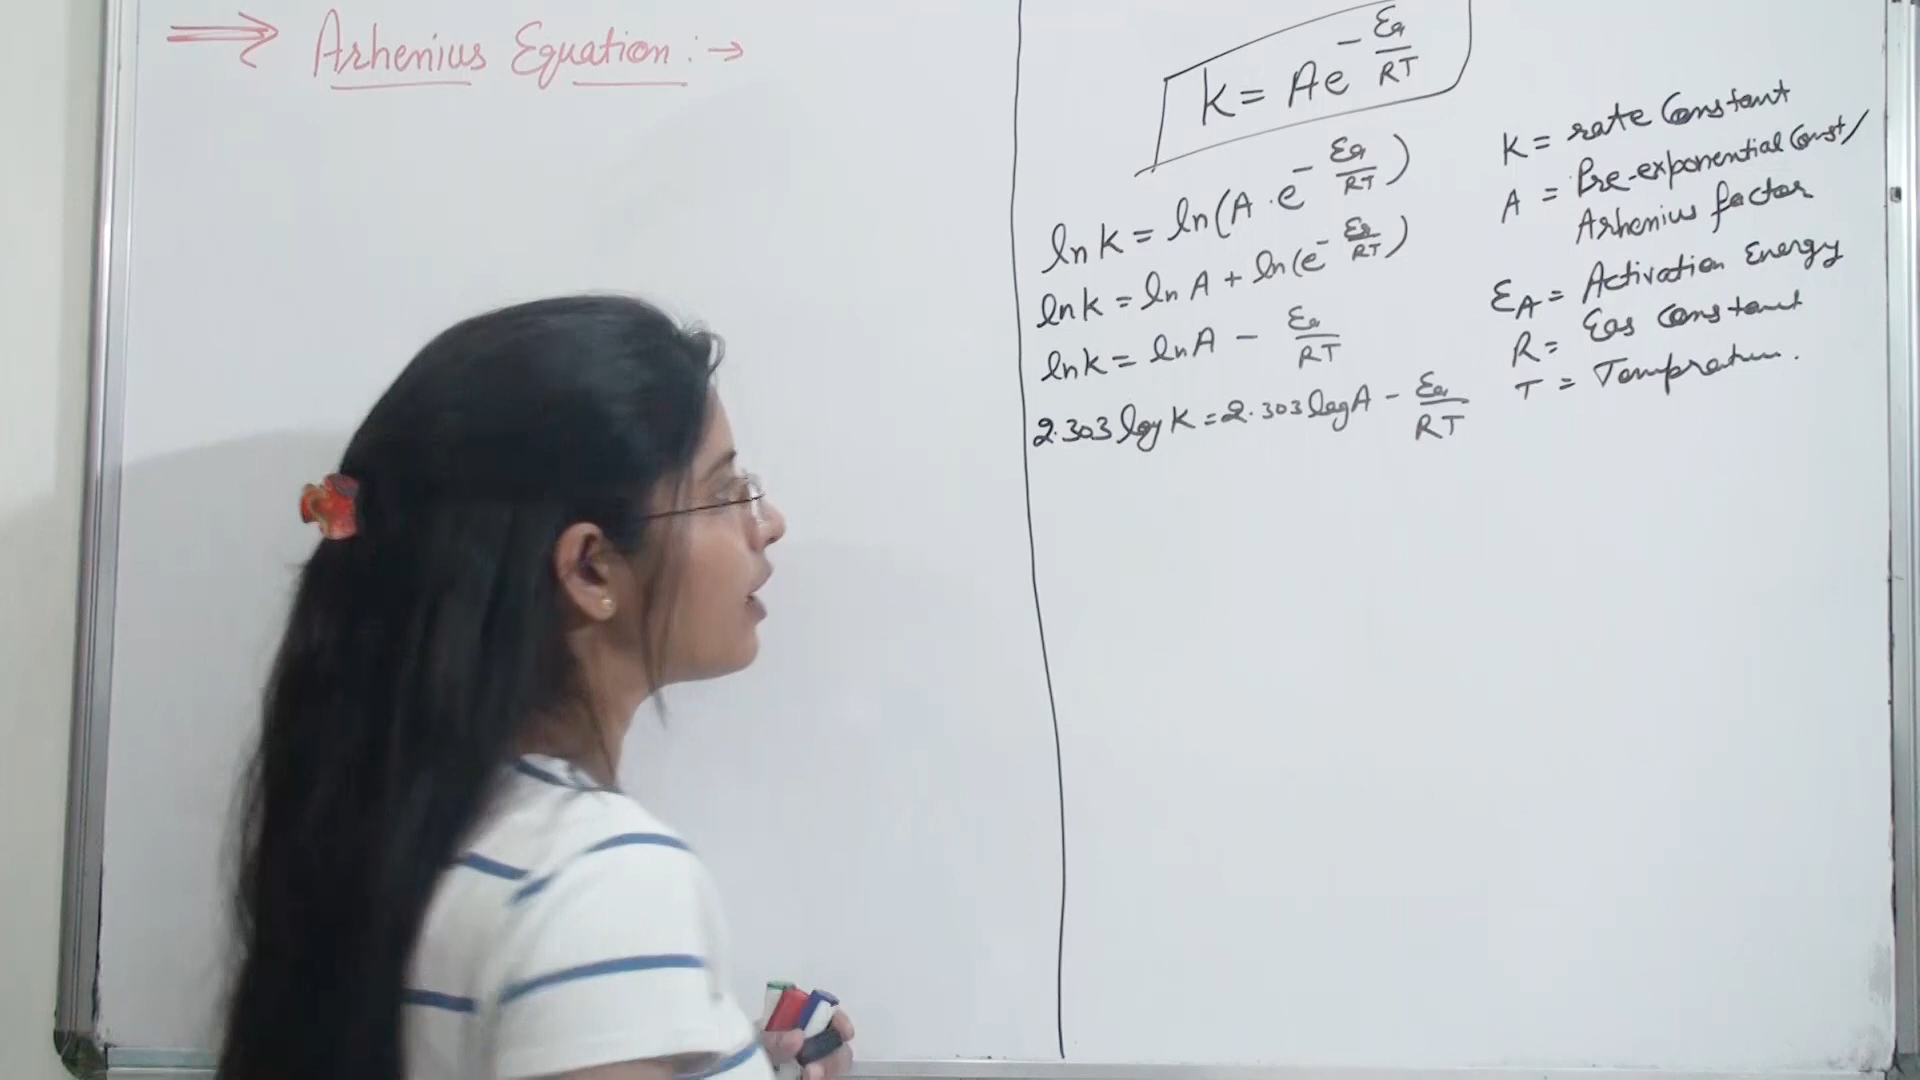 ⟹ Arhenius Equation :→
k = Ae^(-Ea/RT)
ln k = ln(A · e^(-Ea/RT))
ln k = ln A + ln(e^(-Ea/RT))
ln k = ln A - Ea/RT
2.303 log K = 2.303 log A - Ea/RT
K = rate Constant
A = Pre-exponential Const/
Arhenius factor
EA = Activation Energy
R = Gas Constant
T = Tempratum.